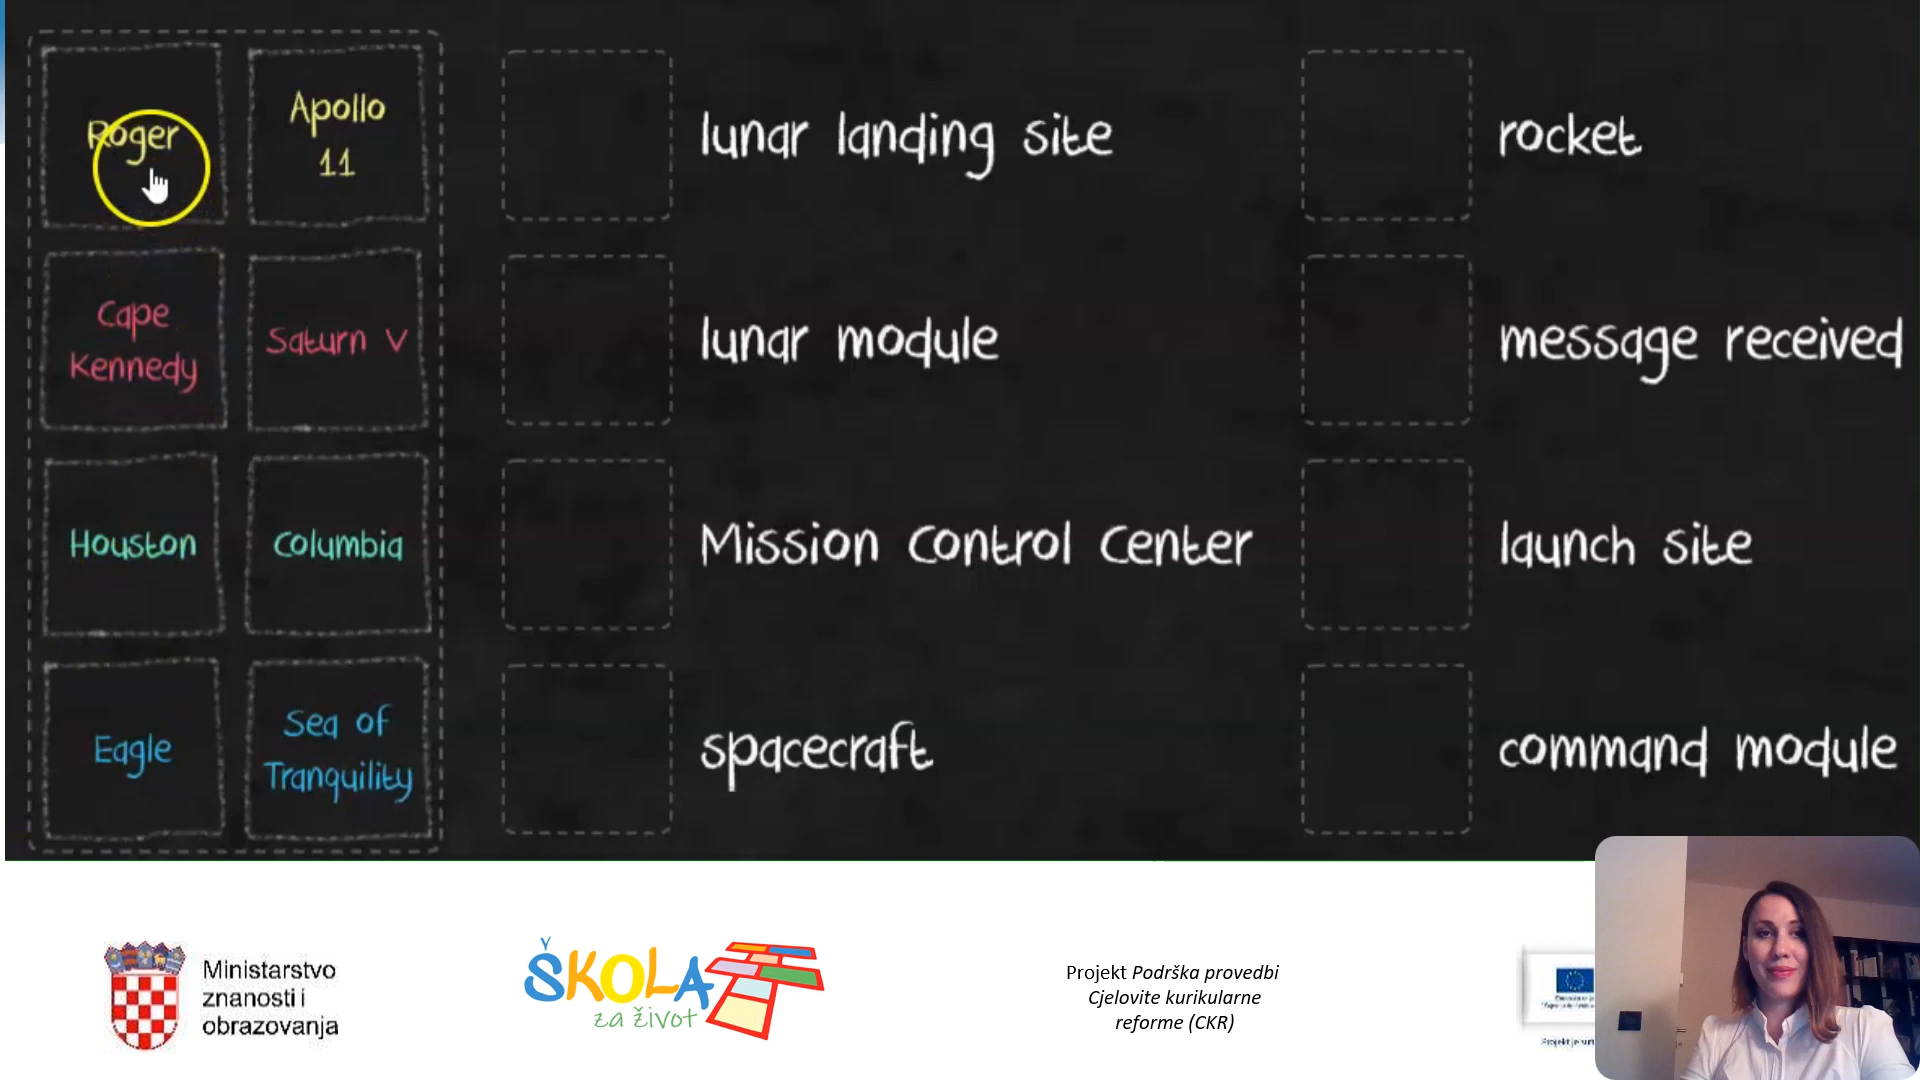 Roger
Apollo
11
Cape
Kennedy
Saturn V
Houston
Columbia
Eagle
Sea of
Tranquility
lunar landing site
lunar module
Mission Control Center
spacecraft
rocket
message received
launch site
command module
Ministarstvo
znanosti i
obrazovanja
ŠKOLA
za život
Projekt Podrška provedbi
Cjelovite kurikularne
reforme (CKR)